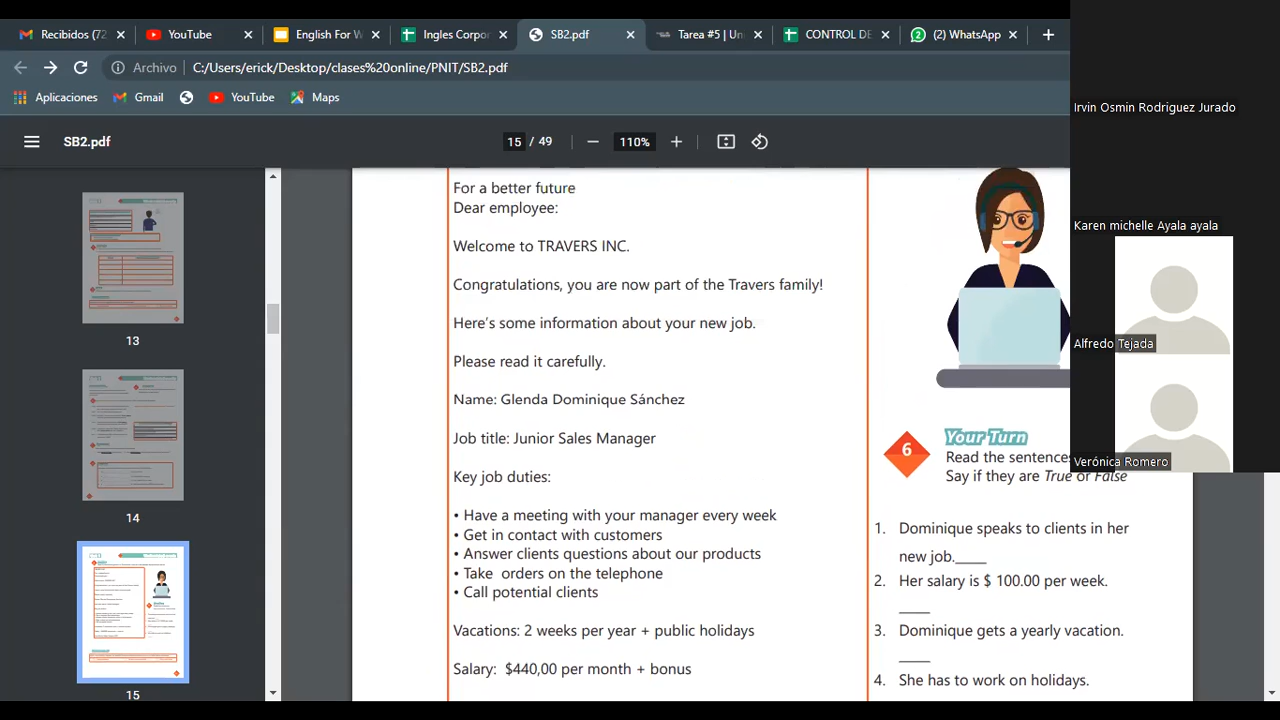 Recibidos (72
YouTube
English For W
Ingles Corpor
SB2.pdf
Tarea #5 | Un
CONTROL DE
(2) WhatsApp
Archivo
C:/Users/erick/Desktop/clases%20online/PNIT/SB2.pdf
Aplicaciones
Gmail
YouTube
Maps
SB2.pdf
15 / 49
110%
13
14
15
For a better future
Dear employee:
Welcome to TRAVERS INC.
Congratulations, you are now part of the Travers family!
Here's some information about your new job.
Please read it carefully.
Name: Glenda Dominique Sánchez
Job title: Junior Sales Manager
Key job duties:
• Have a meeting with your manager every week
• Get in contact with customers
• Answer clients questions about our products
• Take orders on the telephone
• Call potential clients
Vacations: 2 weeks per year + public holidays
Salary: $440,00 per month + bonus
6
Your Turn
Read the sentences
Say if they are True or False
1. Dominique speaks to clients in her
new job.____
2. Her salary is $ 100.00 per week.
____
3. Dominique gets a yearly vacation.
____
4. She has to work on holidays.
Irvin Osmin Rodriguez Jurado
Karen michelle Ayala ayala
Alfredo Tejada
Verónica Romero